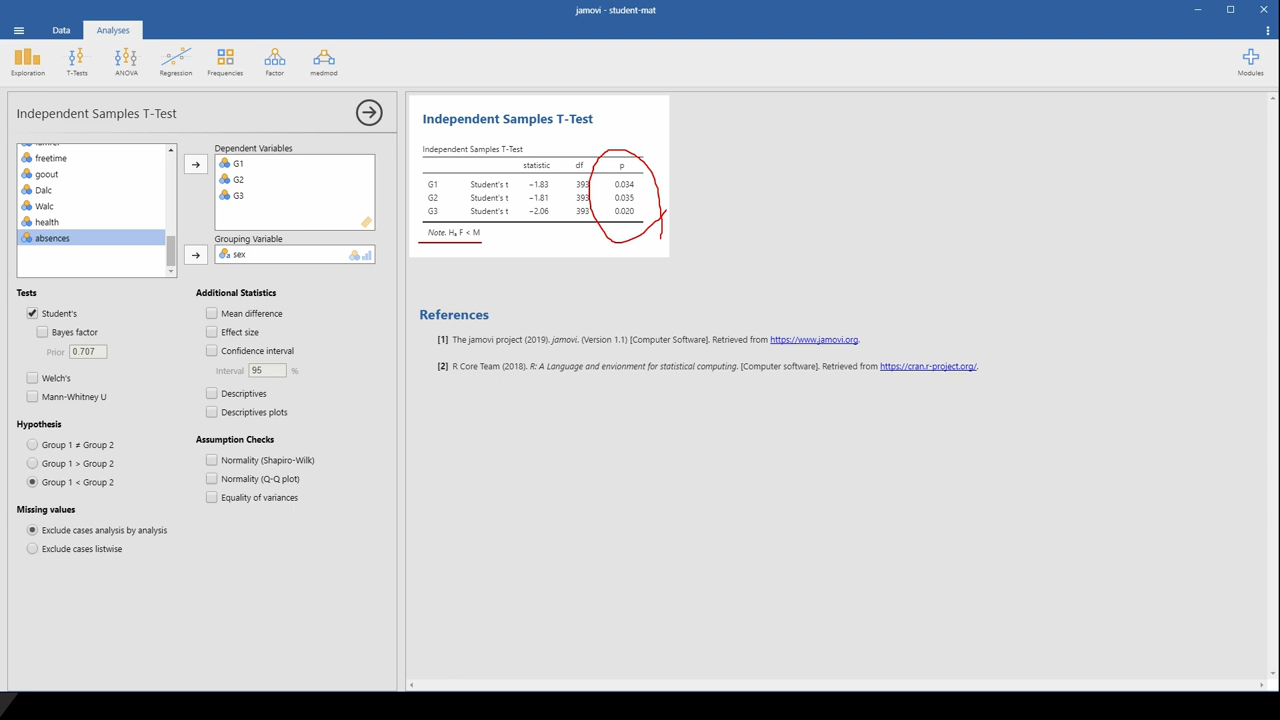 jamovi - student-mat
Data Analyses
Exploration T-Tests ANOVA Regression Frequencies Factor medmod Modules
Independent Samples T-Test
freetime
goout
Dalc
Walc
health
absences
Dependent Variables
G1
G2
G3
Grouping Variable
a sex
Tests
Student's
Bayes factor
Prior 0.707
Welch's
Mann-Whitney U
Hypothesis
Group 1 ≠ Group 2
Group 1 > Group 2
Group 1 < Group 2
Missing values
Exclude cases analysis by analysis
Exclude cases listwise
Additional Statistics
Mean difference
Effect size
Confidence interval
Interval 95 %
Descriptives
Descriptives plots
Assumption Checks
Normality (Shapiro-Wilk)
Normality (Q-Q plot)
Equality of variances
Independent Samples T-Test
Independent Samples T-Test
statistic df p
G1 Student's t −1.83 393 0.034
G2 Student's t −1.81 393 0.035
G3 Student's t −2.06 393 0.020
Note. Hₐ F < M
References
[1] The jamovi project (2019). jamovi. (Version 1.1) [Computer Software]. Retrieved from https://www.jamovi.org.
[2] R Core Team (2018). R: A Language and envionment for statistical computing. [Computer software]. Retrieved from https://cran.r-project.org/.